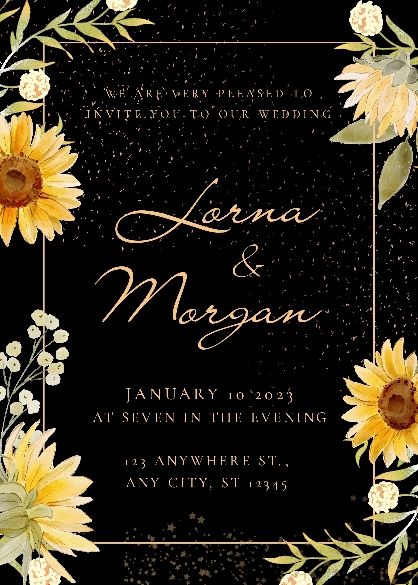 WE ARE VERY PLEASED TO
INVITE YOU TO OUR WEDDING
Lorna
&
Morgan
JANUARY 10 2023
AT SEVEN IN THE EVENING
123 ANYWHERE ST.,
ANY CITY, ST 12345